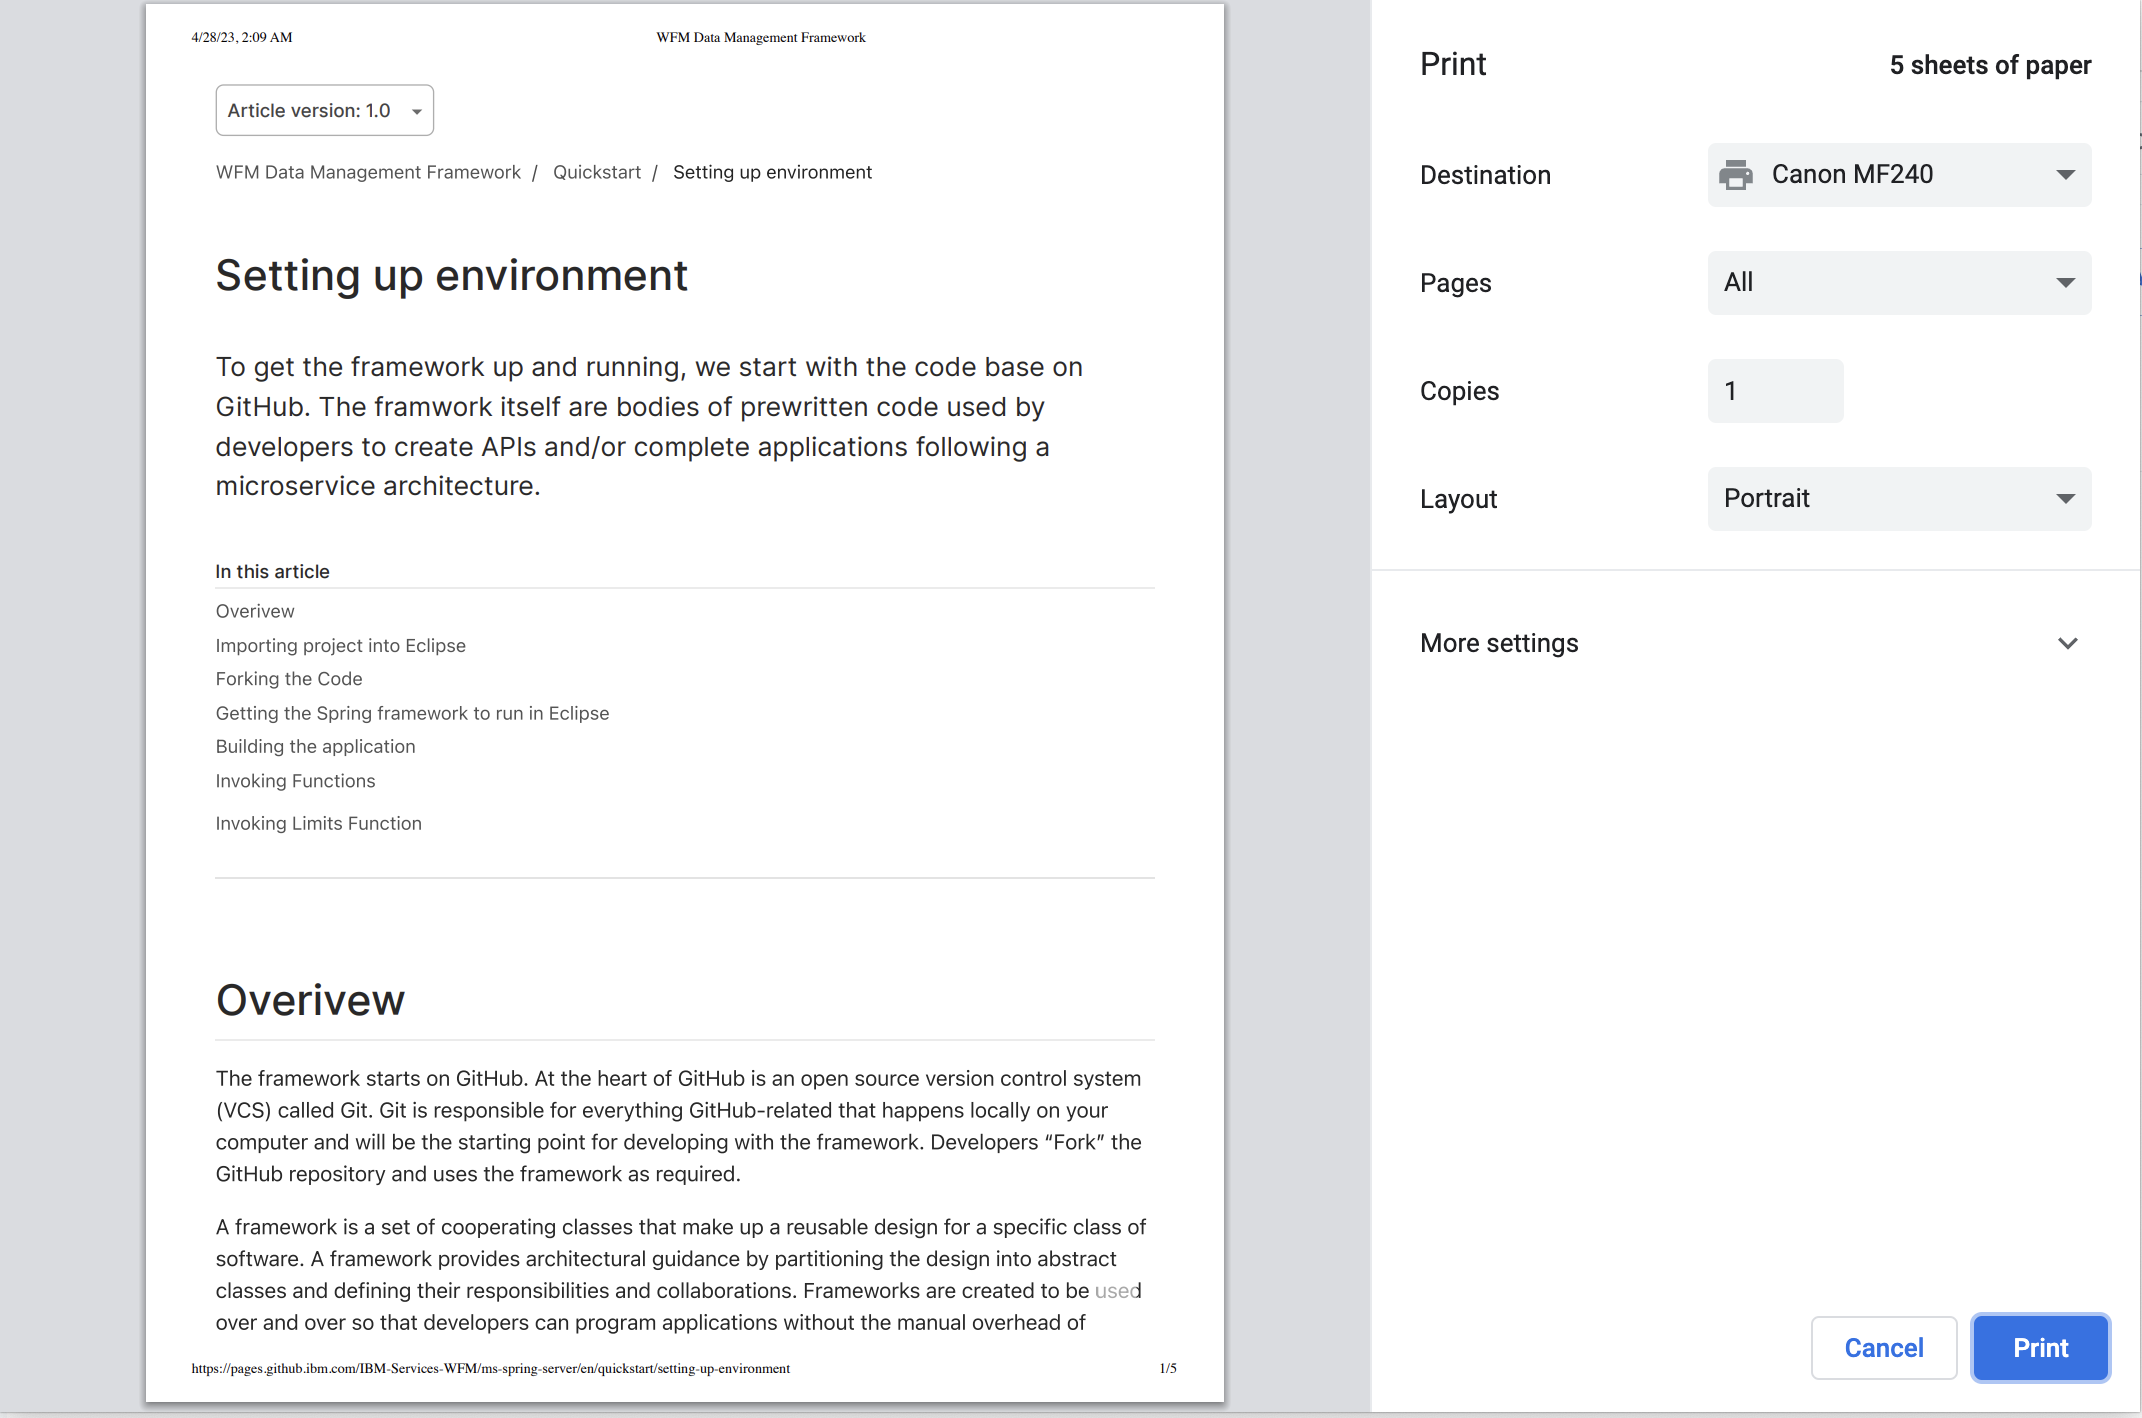 4/28/23, 2:09 AM
WFM Data Management Framework
Article version: 1.0
WFM Data Management Framework / Quickstart / Setting up environment
Setting up environment
To get the framework up and running, we start with the code base on
GitHub. The framwork itself are bodies of prewritten code used by
developers to create APIs and/or complete applications following a
microservice architecture.
In this article
Overivew
Importing project into Eclipse
Forking the Code
Getting the Spring framework to run in Eclipse
Building the application
Invoking Functions
Invoking Limits Function
Overivew
The framework starts on GitHub. At the heart of GitHub is an open source version control system
(VCS) called Git. Git is responsible for everything GitHub-related that happens locally on your
computer and will be the starting point for developing with the framework. Developers “Fork” the
GitHub repository and uses the framework as required.
A framework is a set of cooperating classes that make up a reusable design for a specific class of
software. A framework provides architectural guidance by partitioning the design into abstract
classes and defining their responsibilities and collaborations. Frameworks are created to be used
over and over so that developers can program applications without the manual overhead of
https://pages.github.ibm.com/IBM-Services-WFM/ms-spring-server/en/quickstart/setting-up-environment
1/5
Print
5 sheets of paper
Destination
Canon MF240
Pages
All
Copies
1
Layout
Portrait
More settings
Cancel
Print